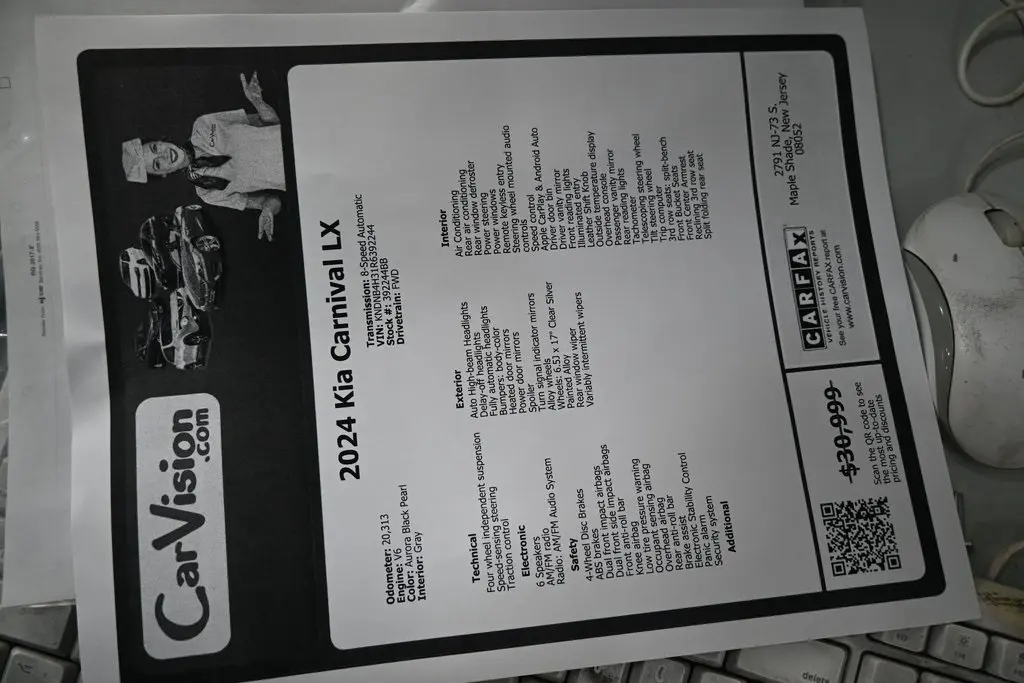 CarVision
.com
2024 Kia Carnival LX
Odometer: 20,313
Engine: V6
Color: Aurora Black Pearl
Interior: Gray
Transmission: 8-Speed Automatic
VIN: KNDNB4H31R6392244
Stock #: 3922448B
Drivetrain: FWD
Technical
Four wheel independent suspension
Speed-sensing steering
Traction control
Electronic
6 Speakers
AM/FM radio
Radio: AM/FM Audio System
Safety
4-Wheel Disc Brakes
ABS brakes
Dual front impact airbags
Dual front side impact airbags
Front anti-roll bar
Knee airbag
Low tire pressure warning
Occupant sensing airbag
Overhead airbag
Rear anti-roll bar
Brake assist
Electronic Stability Control
Panic alarm
Security system
Additional
Exterior
Auto High-beam Headlights
Delay-off headlights
Fully automatic headlights
Bumpers: body-color
Heated door mirrors
Power door mirrors
Spoiler
Turn signal indicator mirrors
Alloy wheels
Wheels: 6.5J x 17" Clear Silver
Painted Alloy
Rear window wiper
Variably intermittent wipers
Interior
Air Conditioning
Rear air conditioning
Rear window defroster
Power steering
Power windows
Remote keyless entry
Steering wheel mounted audio
controls
Speed control
Apple CarPlay & Android Auto
Driver door bin
Driver vanity mirror
Front reading lights
Illuminated entry
Leather Shift Knob
Outside temperature display
Overhead console
Passenger vanity mirror
Rear reading lights
Tachometer
Telescoping steering wheel
Tilt steering wheel
Trip computer
3rd row seats: split-bench
Front Bucket Seats
Front Center Armrest
Reclining 3rd row seat
Split folding rear seat
$30,999
Scan the QR code to see
the most up-to-date
pricing and discounts
CARFAX
VEHICLE HISTORY REPORTS
See your free CARFAX report at
www.carvision.com
2791 NJ-73 S.
Maple Shade, New Jersey
08052
delete